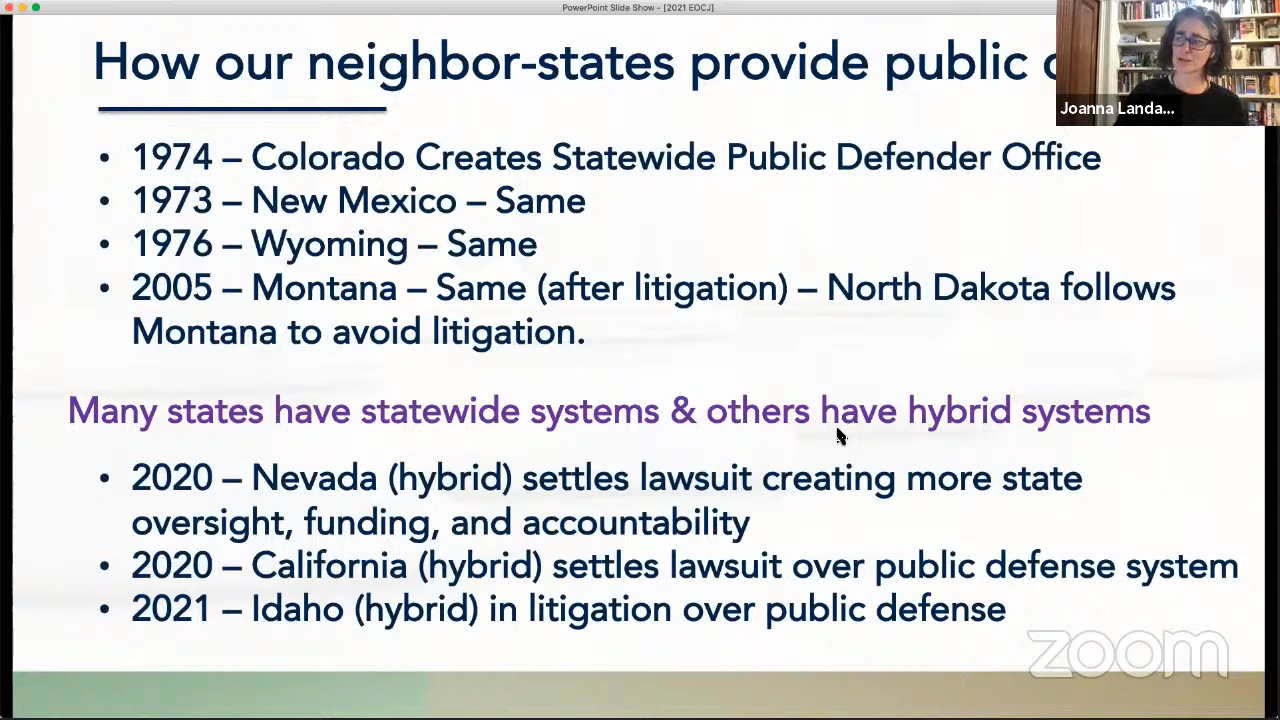 PowerPoint Slide Show - [2021 EOCJ]
How our neighbor-states provide public
Joanna Landa...
• 1974 – Colorado Creates Statewide Public Defender Office
• 1973 – New Mexico – Same
• 1976 – Wyoming – Same
• 2005 – Montana – Same (after litigation) – North Dakota follows
Montana to avoid litigation.
Many states have statewide systems & others have hybrid systems
• 2020 – Nevada (hybrid) settles lawsuit creating more state
oversight, funding, and accountability
• 2020 – California (hybrid) settles lawsuit over public defense system
• 2021 – Idaho (hybrid) in litigation over public defense
zoom